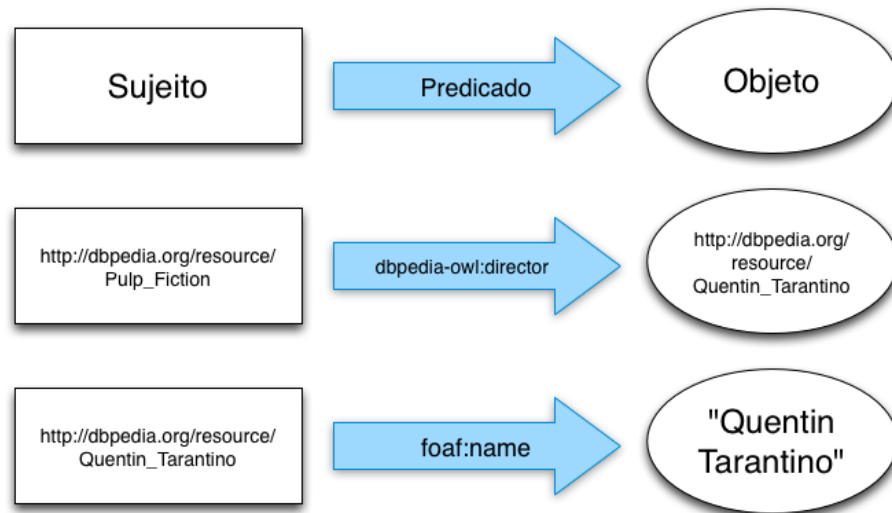 Sujeito
Predicado
Objeto
http://dbpedia.org/resource/
Pulp_Fiction
dbpedia-owl:director
http://dbpedia.org/
resource/
Quentin_Tarantino
http://dbpedia.org/resource/
Quentin_Tarantino
foaf:name
"Quentin
Tarantino"